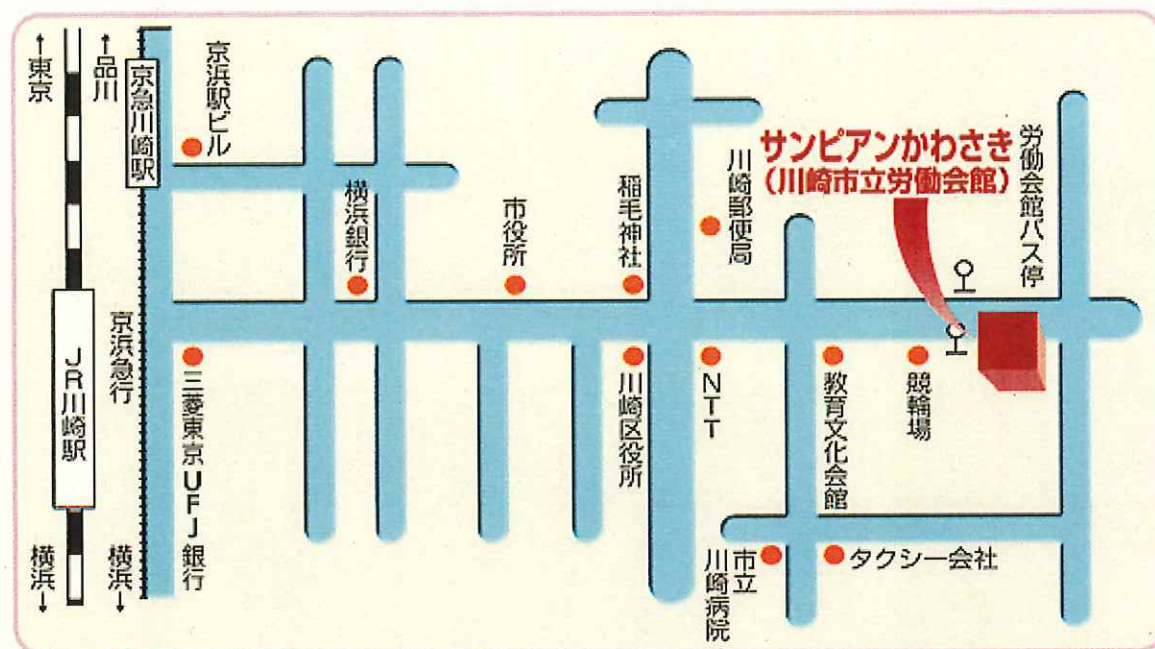 ↑東京
↑品川
京急川崎駅
京浜駅ビル
横浜銀行
市役所
稲毛神社
川崎郵便局
サンピアンかわさき
（川崎市立労働会館）
労働会館バス停
JR川崎駅
京浜急行
三菱東京UFJ銀行
川崎区役所
NTT
教育文化会館
競輪場
市立
川崎病院
タクシー会社
横浜→
横浜→